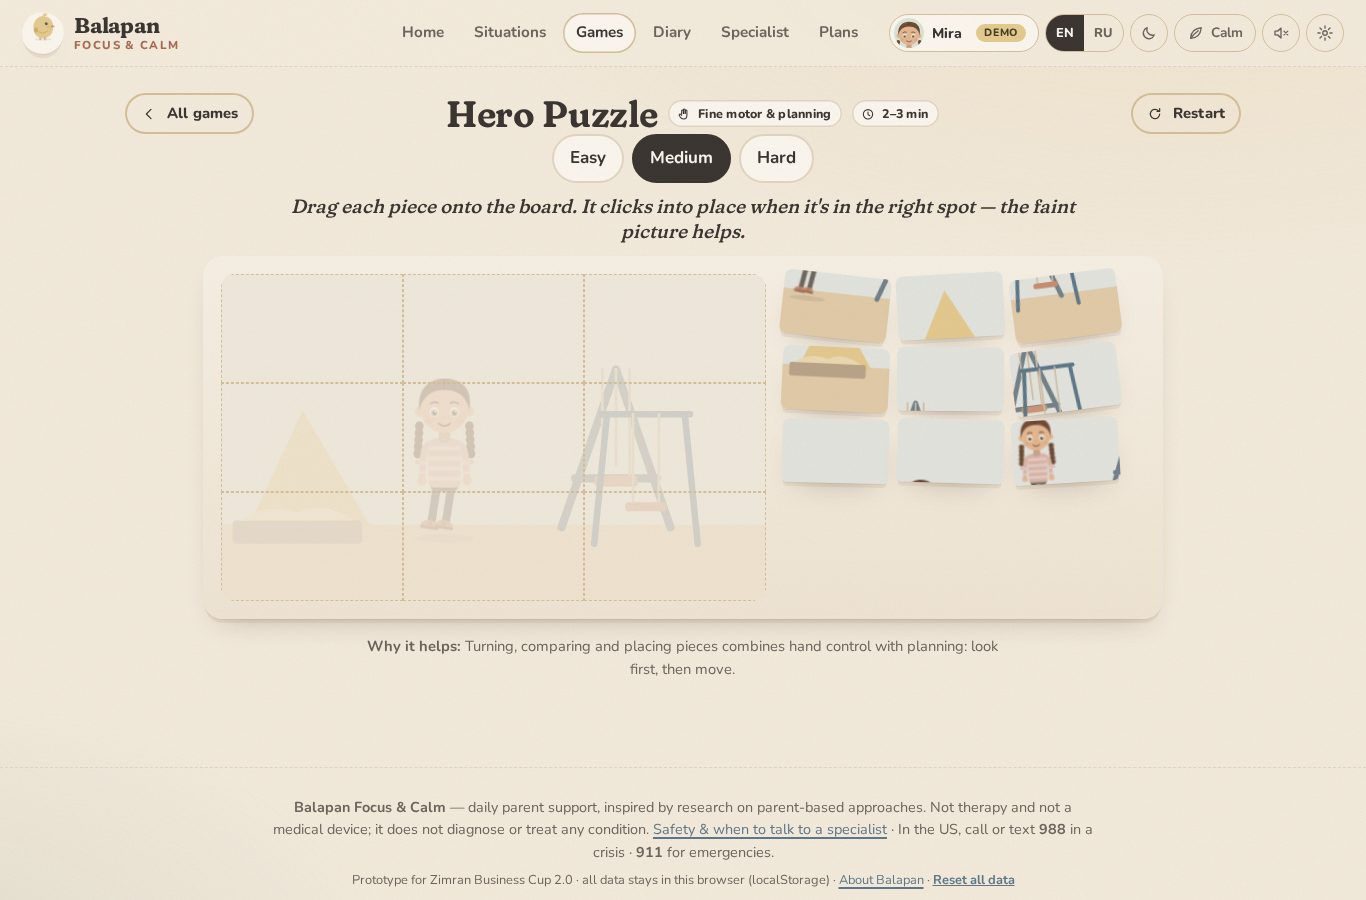 Balapan
FOCUS & CALM
Home
Situations
Games
Diary
Specialist
Plans
Mira
DEMO
EN
RU
Calm
All games
Hero Puzzle
Fine motor & planning
2–3 min
Restart
Easy
Medium
Hard
Drag each piece onto the board. It clicks into place when it's in the right spot — the faint
picture helps.
Why it helps: Turning, comparing and placing pieces combines hand control with planning: look
first, then move.
Balapan Focus & Calm — daily parent support, inspired by research on parent-based approaches. Not therapy and not a
medical device; it does not diagnose or treat any condition. Safety & when to talk to a specialist · In the US, call or text 988 in a
crisis · 911 for emergencies.
Prototype for Zimran Business Cup 2.0 · all data stays in this browser (localStorage) · About Balapan · Reset all data